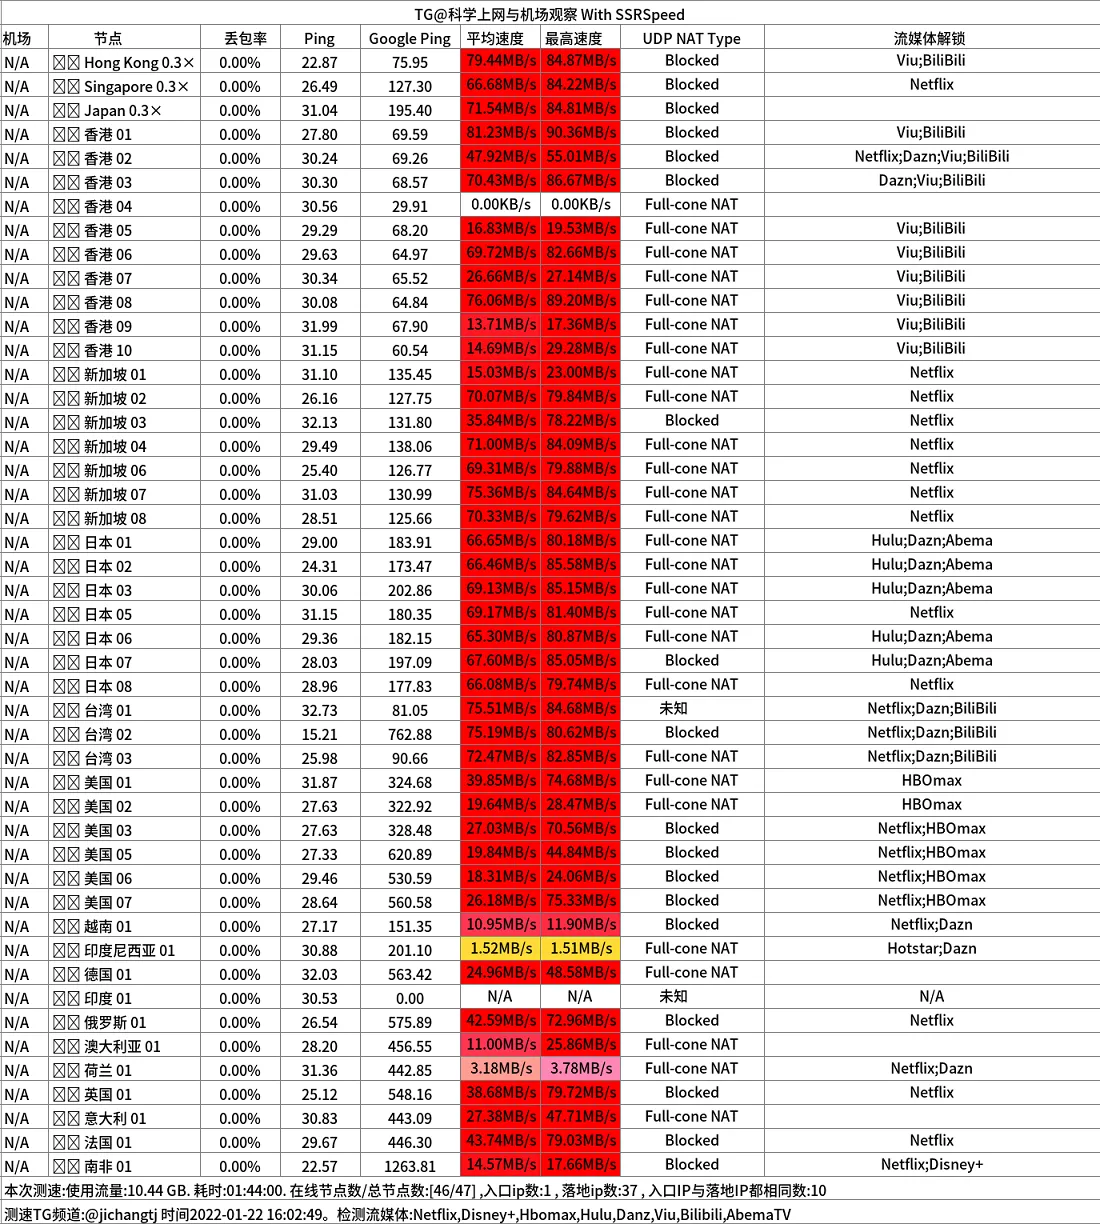 TG@科学上网与机场观察 With SSRSpeed
机场 节点 丢包率 Ping Google Ping 平均速度 最高速度 UDP NAT Type 流媒体解锁
N/A Hong Kong 0.3× 0.00% 22.87 75.95 79.44MB/s 84.87MB/s Blocked Viu;BiliBili
N/A Singapore 0.3× 0.00% 26.49 127.30 66.68MB/s 84.22MB/s Blocked Netflix
N/A Japan 0.3× 0.00% 31.04 195.40 71.54MB/s 84.81MB/s Blocked
N/A 香港 01 0.00% 27.80 69.59 81.23MB/s 90.36MB/s Blocked Viu;BiliBili
N/A 香港 02 0.00% 30.24 69.26 47.92MB/s 55.01MB/s Blocked Netflix;Dazn;Viu;BiliBili
N/A 香港 03 0.00% 30.30 68.57 70.43MB/s 86.67MB/s Blocked Dazn;Viu;BiliBili
N/A 香港 04 0.00% 30.56 29.91 0.00KB/s 0.00KB/s Full-cone NAT
N/A 香港 05 0.00% 29.29 68.20 16.83MB/s 19.53MB/s Full-cone NAT Viu;BiliBili
N/A 香港 06 0.00% 29.63 64.97 69.72MB/s 82.66MB/s Full-cone NAT Viu;BiliBili
N/A 香港 07 0.00% 30.34 65.52 26.66MB/s 27.14MB/s Full-cone NAT Viu;BiliBili
N/A 香港 08 0.00% 30.08 64.84 76.06MB/s 89.20MB/s Full-cone NAT Viu;BiliBili
N/A 香港 09 0.00% 31.99 67.90 13.71MB/s 17.36MB/s Full-cone NAT Viu;BiliBili
N/A 香港 10 0.00% 31.15 60.54 14.69MB/s 29.28MB/s Full-cone NAT Viu;BiliBili
N/A 新加坡 01 0.00% 31.10 135.45 15.03MB/s 23.00MB/s Full-cone NAT Netflix
N/A 新加坡 02 0.00% 26.16 127.75 70.07MB/s 79.84MB/s Full-cone NAT Netflix
N/A 新加坡 03 0.00% 32.13 131.80 35.84MB/s 78.22MB/s Blocked Netflix
N/A 新加坡 04 0.00% 29.49 138.06 71.00MB/s 84.09MB/s Full-cone NAT Netflix
N/A 新加坡 06 0.00% 25.40 126.77 69.31MB/s 79.88MB/s Full-cone NAT Netflix
N/A 新加坡 07 0.00% 31.03 130.99 75.36MB/s 84.64MB/s Full-cone NAT Netflix
N/A 新加坡 08 0.00% 28.51 125.66 70.33MB/s 79.62MB/s Full-cone NAT Netflix
N/A 日本 01 0.00% 29.00 183.91 66.65MB/s 80.18MB/s Full-cone NAT Hulu;Dazn;Abema
N/A 日本 02 0.00% 24.31 173.47 66.46MB/s 85.58MB/s Full-cone NAT Hulu;Dazn;Abema
N/A 日本 03 0.00% 30.06 202.86 69.13MB/s 85.15MB/s Full-cone NAT Hulu;Dazn;Abema
N/A 日本 05 0.00% 31.15 180.35 69.17MB/s 81.40MB/s Full-cone NAT Netflix
N/A 日本 06 0.00% 29.36 182.15 65.30MB/s 80.87MB/s Full-cone NAT Hulu;Dazn;Abema
N/A 日本 07 0.00% 28.03 197.09 67.60MB/s 85.05MB/s Blocked Hulu;Dazn;Abema
N/A 日本 08 0.00% 28.96 177.83 66.08MB/s 79.74MB/s Full-cone NAT Netflix
N/A 台湾 01 0.00% 32.73 81.05 75.51MB/s 84.68MB/s 未知 Netflix;Dazn;BiliBili
N/A 台湾 02 0.00% 15.21 762.88 75.19MB/s 80.62MB/s Blocked Netflix;Dazn;BiliBili
N/A 台湾 03 0.00% 25.98 90.66 72.47MB/s 82.85MB/s Full-cone NAT Netflix;Dazn;BiliBili
N/A 美国 01 0.00% 31.87 324.68 39.85MB/s 74.68MB/s Full-cone NAT HBOmax
N/A 美国 02 0.00% 27.63 322.92 19.64MB/s 28.47MB/s Full-cone NAT HBOmax
N/A 美国 03 0.00% 27.63 328.48 27.03MB/s 70.56MB/s Blocked Netflix;HBOmax
N/A 美国 05 0.00% 27.33 620.89 19.84MB/s 44.84MB/s Blocked Netflix;HBOmax
N/A 美国 06 0.00% 29.46 530.59 18.31MB/s 24.06MB/s Blocked Netflix;HBOmax
N/A 美国 07 0.00% 28.64 560.58 26.18MB/s 75.33MB/s Blocked Netflix;HBOmax
N/A 越南 01 0.00% 27.17 151.35 10.95MB/s 11.90MB/s Blocked Netflix;Dazn
N/A 印度尼西亚 01 0.00% 30.88 201.10 1.52MB/s 1.51MB/s Full-cone NAT Hotstar;Dazn
N/A 德国 01 0.00% 32.03 563.42 24.96MB/s 48.58MB/s Full-cone NAT
N/A 印度 01 0.00% 30.53 0.00 N/A N/A 未知 N/A
N/A 俄罗斯 01 0.00% 26.54 575.89 42.59MB/s 72.96MB/s Blocked Netflix
N/A 澳大利亚 01 0.00% 28.20 456.55 11.00MB/s 25.86MB/s Full-cone NAT
N/A 荷兰 01 0.00% 31.36 442.85 3.18MB/s 3.78MB/s Full-cone NAT Netflix;Dazn
N/A 英国 01 0.00% 25.12 548.16 38.68MB/s 79.72MB/s Blocked Netflix
N/A 意大利 01 0.00% 30.83 443.09 27.38MB/s 47.71MB/s Full-cone NAT
N/A 法国 01 0.00% 29.67 446.30 43.74MB/s 79.03MB/s Blocked Netflix
N/A 南非 01 0.00% 22.57 1263.81 14.57MB/s 17.66MB/s Blocked Netflix;Disney+
本次测速:使用流量:10.44 GB. 耗时:01:44:00. 在线节点数/总节点数:[46/47] ,入口ip数:1 , 落地ip数:37 , 入口IP与落地IP都相同数:10
测速TG频道:@jichangtj 时间2022-01-22 16:02:49。检测流媒体:Netflix,Disney+,Hbomax,Hulu,Danz,Viu,Bilibili,AbemaTV